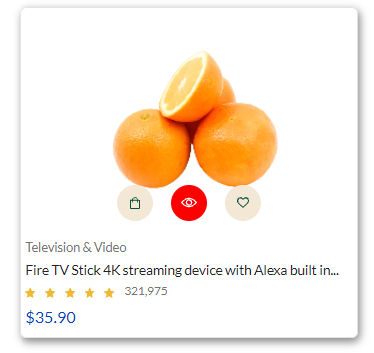 Television & Video
Fire TV Stick 4K streaming device with Alexa built in...
321,975
$35.90